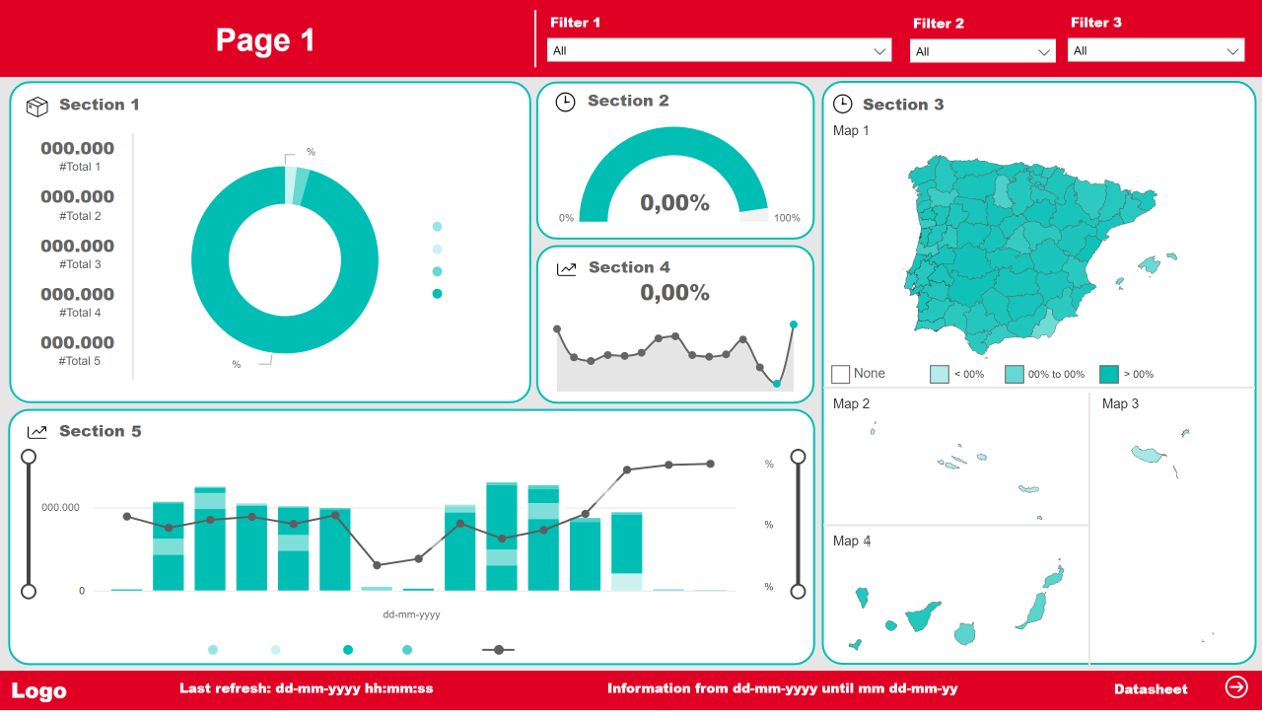 Page 1
Filter 1
All
Filter 2
All
Filter 3
All
Section 1
000.000
#Total 1
000.000
#Total 2
000.000
#Total 3
000.000
#Total 4
000.000
#Total 5
%
%
Section 2
0,00%
0%
100%
Section 4
0,00%
Section 3
Map 1
None
< 00%
00% to 00%
> 00%
Map 2
Map 3
Map 4
Section 5
000.000
0
%
%
%
dd-mm-yyyy
Logo
Last refresh: dd-mm-yyyy hh:mm:ss
Information from dd-mm-yyyy until mm dd-mm-yy
Datasheet